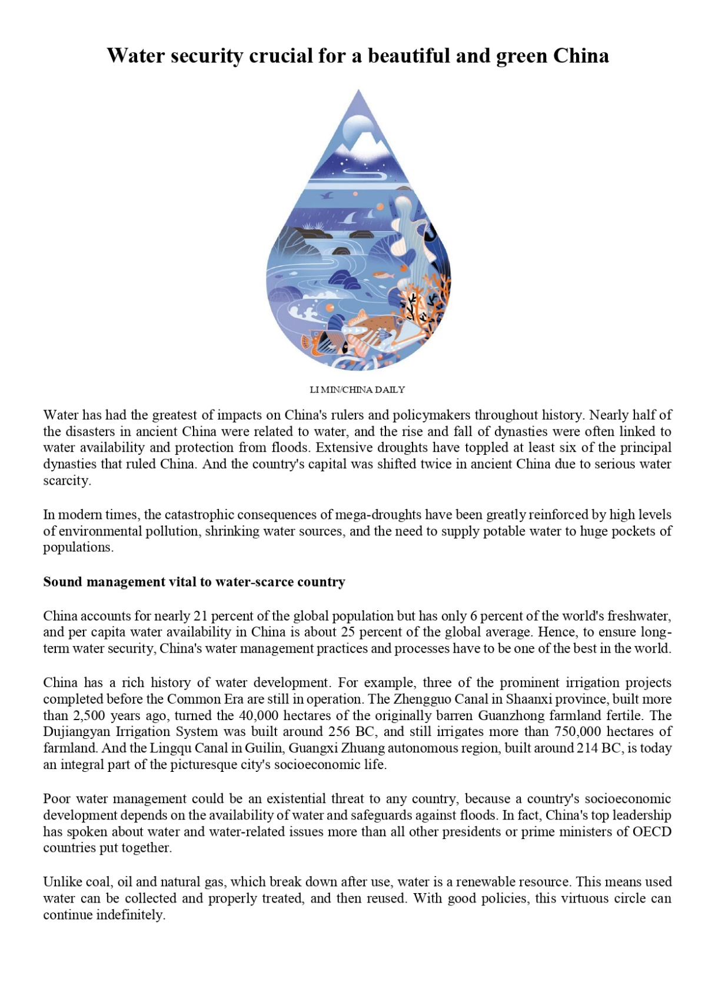 Water security crucial for a beautiful and green China
LI MIN/CHINA DAILY
Water has had the greatest of impacts on China's rulers and policymakers throughout history. Nearly half of
the disasters in ancient China were related to water, and the rise and fall of dynasties were often linked to
water availability and protection from floods. Extensive droughts have toppled at least six of the principal
dynasties that ruled China. And the country's capital was shifted twice in ancient China due to serious water
scarcity.
In modern times, the catastrophic consequences of mega-droughts have been greatly reinforced by high levels
of environmental pollution, shrinking water sources, and the need to supply potable water to huge pockets of
populations.
Sound management vital to water-scarce country
China accounts for nearly 21 percent of the global population but has only 6 percent of the world's freshwater,
and per capita water availability in China is about 25 percent of the global average. Hence, to ensure long-
term water security, China's water management practices and processes have to be one of the best in the world.
China has a rich history of water development. For example, three of the prominent irrigation projects
completed before the Common Era are still in operation. The Zhengguo Canal in Shaanxi province, built more
than 2,500 years ago, turned the 40,000 hectares of the originally barren Guanzhong farmland fertile. The
Dujiangyan Irrigation System was built around 256 BC, and still irrigates more than 750,000 hectares of
farmland. And the Lingqu Canal in Guilin, Guangxi Zhuang autonomous region, built around 214 BC, is today
an integral part of the picturesque city's socioeconomic life.
Poor water management could be an existential threat to any country, because a country's socioeconomic
development depends on the availability of water and safeguards against floods. In fact, China's top leadership
has spoken about water and water-related issues more than all other presidents or prime ministers of OECD
countries put together.
Unlike coal, oil and natural gas, which break down after use, water is a renewable resource. This means used
water can be collected and properly treated, and then reused. With good policies, this virtuous circle can
continue indefinitely.